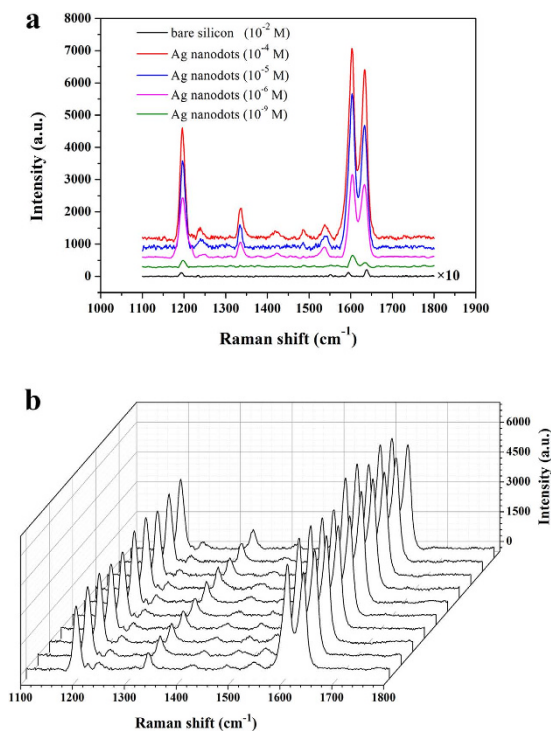 a
bare silicon (10⁻² M)
Ag nanodots (10⁻⁴ M)
Ag nanodots (10⁻⁵ M)
Ag nanodots (10⁻⁶ M)
Ag nanodots (10⁻⁹ M)
8000
7000
6000
5000
4000
3000
2000
1000
0
Intensity (a.u.)
×10
1000 1100 1200 1300 1400 1500 1600 1700 1800 1900
Raman shift (cm⁻¹)
b
6000
4500
3000
1500
0
Intensity (a.u.)
1100 1200 1300 1400 1500 1600 1700 1800
Raman shift (cm⁻¹)